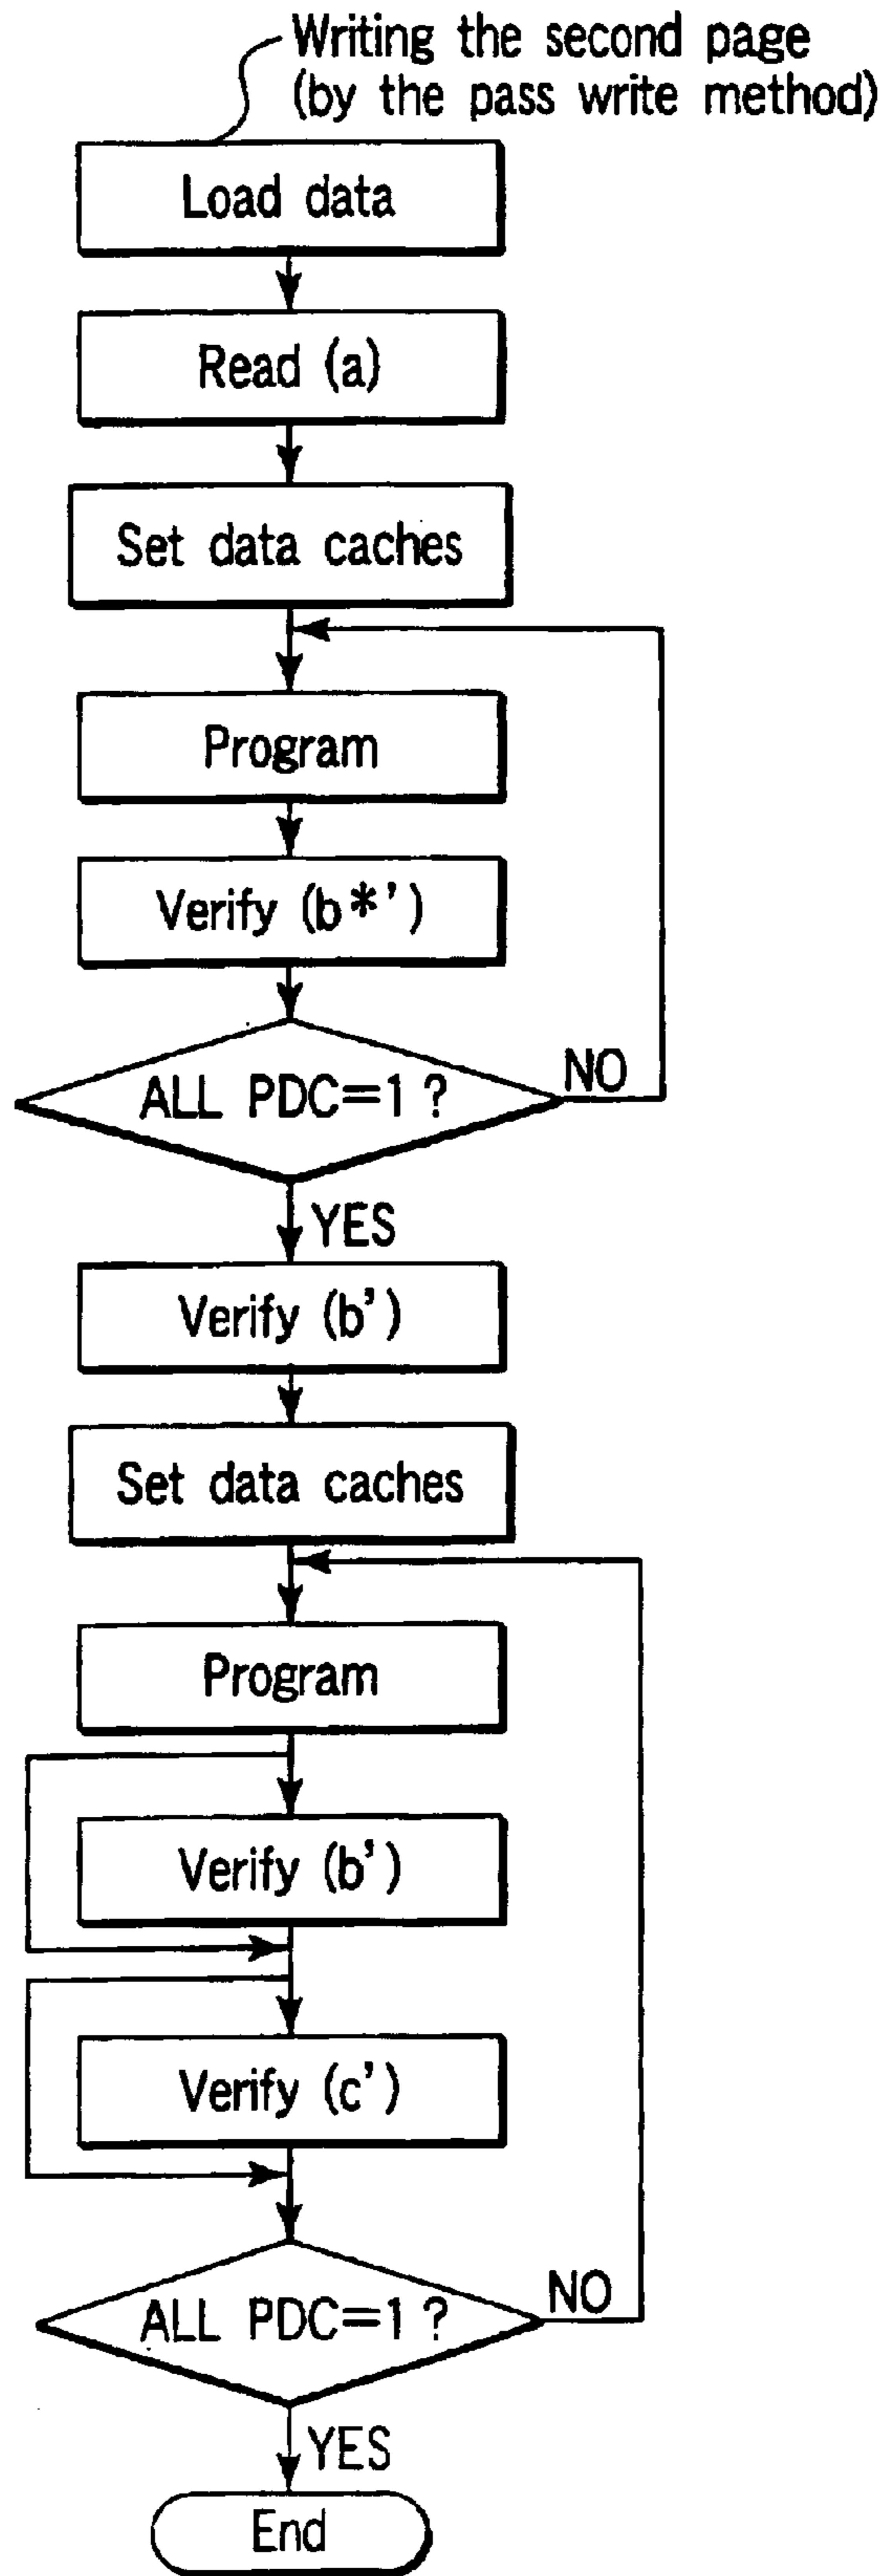 Writing the second page
(by the pass write method)
Load data
Read (a)
Set data caches
Program
Verify (b*')
ALL PDC=1 ?
NO
YES
Verify (b')
Set data caches
Program
Verify (b')
Verify (c')
ALL PDC=1 ?
NO
YES
End